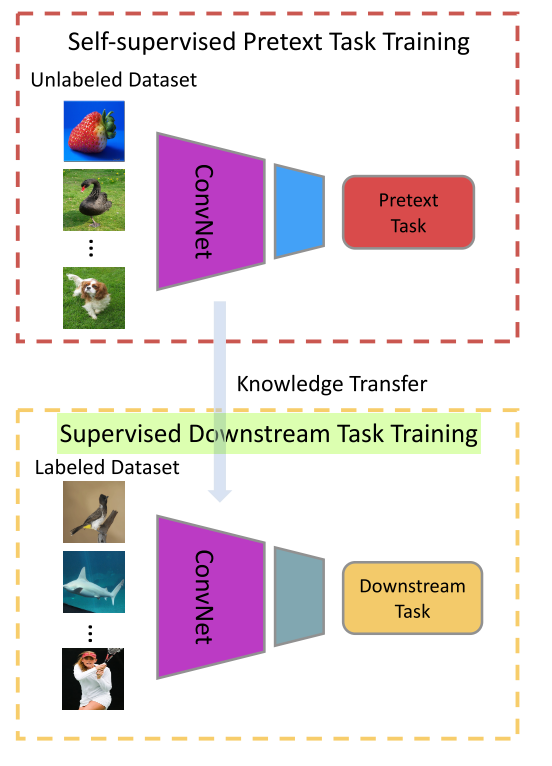 Self-supervised Pretext Task Training
Unlabeled Dataset
ConvNet
Pretext
Task
Knowledge Transfer
Supervised Downstream Task Training
Labeled Dataset
ConvNet
Downstream
Task